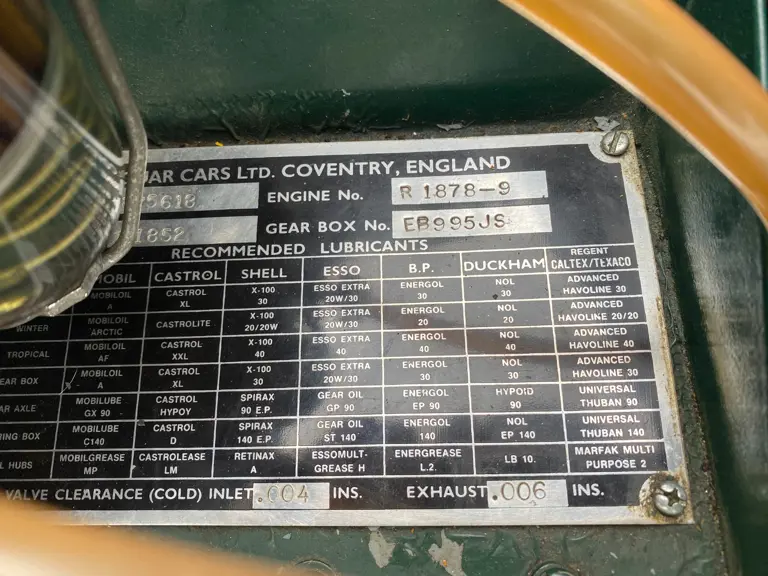 CARS LTD. COVENTRY, ENGLAND
5618 ENGINE No. R 1878-9
1852 GEAR BOX No. EB995JS
RECOMMENDED LUBRICANTS
MOBIL CASTROL SHELL ESSO B.P. DUCKHAM REGENT CALTEX/TEXACO
MOBILOIL A CASTROL XL X-100 30 ESSO EXTRA 20W/30 ENERGOL 30 NOL 30 ADVANCED HAVOLINE 30
WINTER MOBILOIL ARCTIC CASTROLITE X-100 20/20W ESSO EXTRA 20W/30 ENERGOL 20 NOL 20 ADVANCED HAVOLINE 20/20
TROPICAL MOBILOIL AF CASTROL XXL X-100 40 ESSO EXTRA 40 ENERGOL 40 NOL 40 ADVANCED HAVOLINE 40
BOX MOBILOIL A CASTROL XL X-100 30 ESSO EXTRA 20W/30 ENERGOL 30 NOL 30 ADVANCED HAVOLINE 30
AXLE MOBILUBE GX 90 CASTROL HYPOY SPIRAX 90 E.P. GEAR OIL GP 90 ENERGOL EP 90 HYPOID 90 UNIVERSAL THUBAN 90
BOX MOBILUBE C140 CASTROL D SPIRAX 140 E.P. GEAR OIL ST 140 ENERGOL 140 NOL EP 140 UNIVERSAL THUBAN 140
HUBS MOBILGREASE MP CASTROLEASE LM RETINAX A ESSOMULT-GREASE H ENERGREASE L.2. LB 10. MARFAK MULTI PURPOSE 2
VALVE CLEARANCE (COLD) INLET .004 INS. EXHAUST .006 INS.